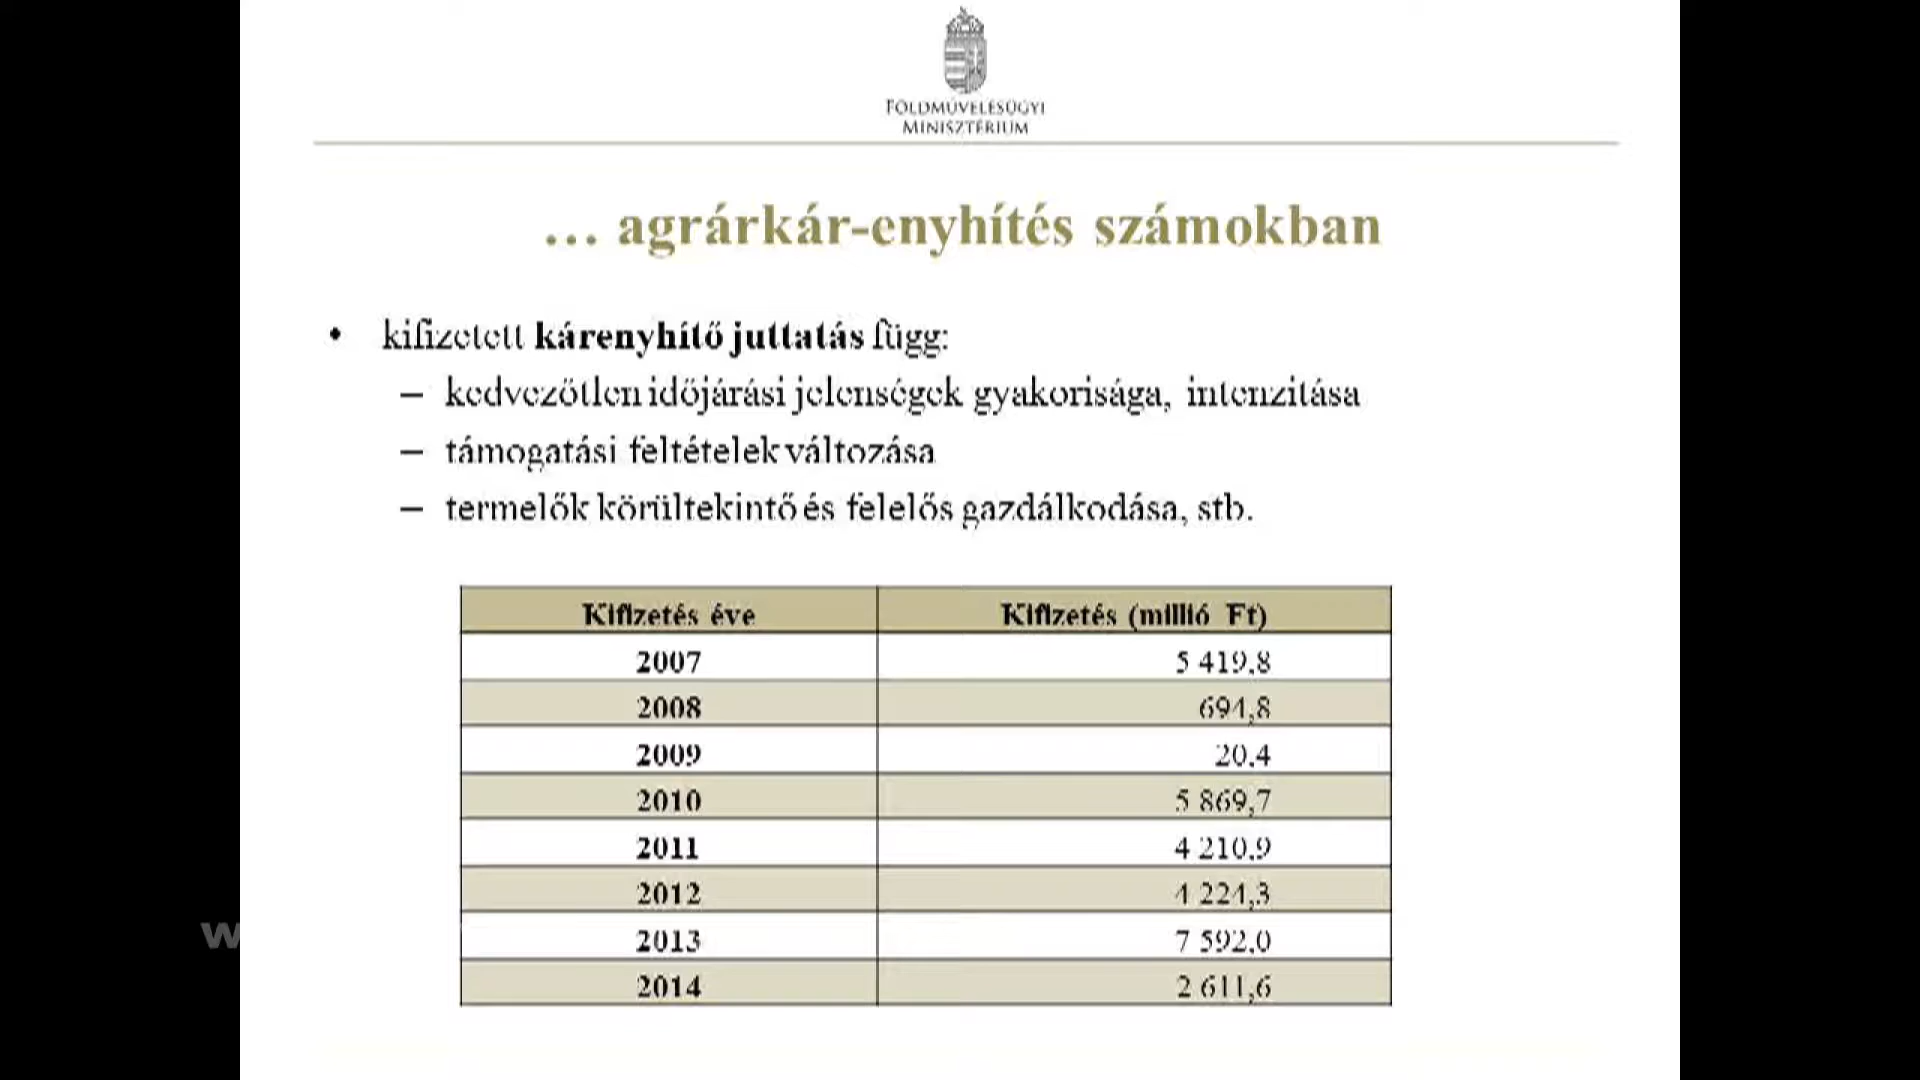 FÖLDMŰVELÉSÜGYI
MINISZTÉRIUM
… agrárkár-enyhítés számokban
• kifizetett kárenyhítő juttatás függ:
– kedvezőtlen időjárási jelenségek gyakorisága, intenzitása
– támogatási feltételek változása
– termelők körültekintő és felelős gazdálkodása, stb.
Kifizetés éve Kifizetés (millió Ft)
2007 5 419,8
2008 694,8
2009 20,4
2010 5 869,7
2011 4 210,9
2012 4 224,3
2013 7 592,0
2014 2 611,6